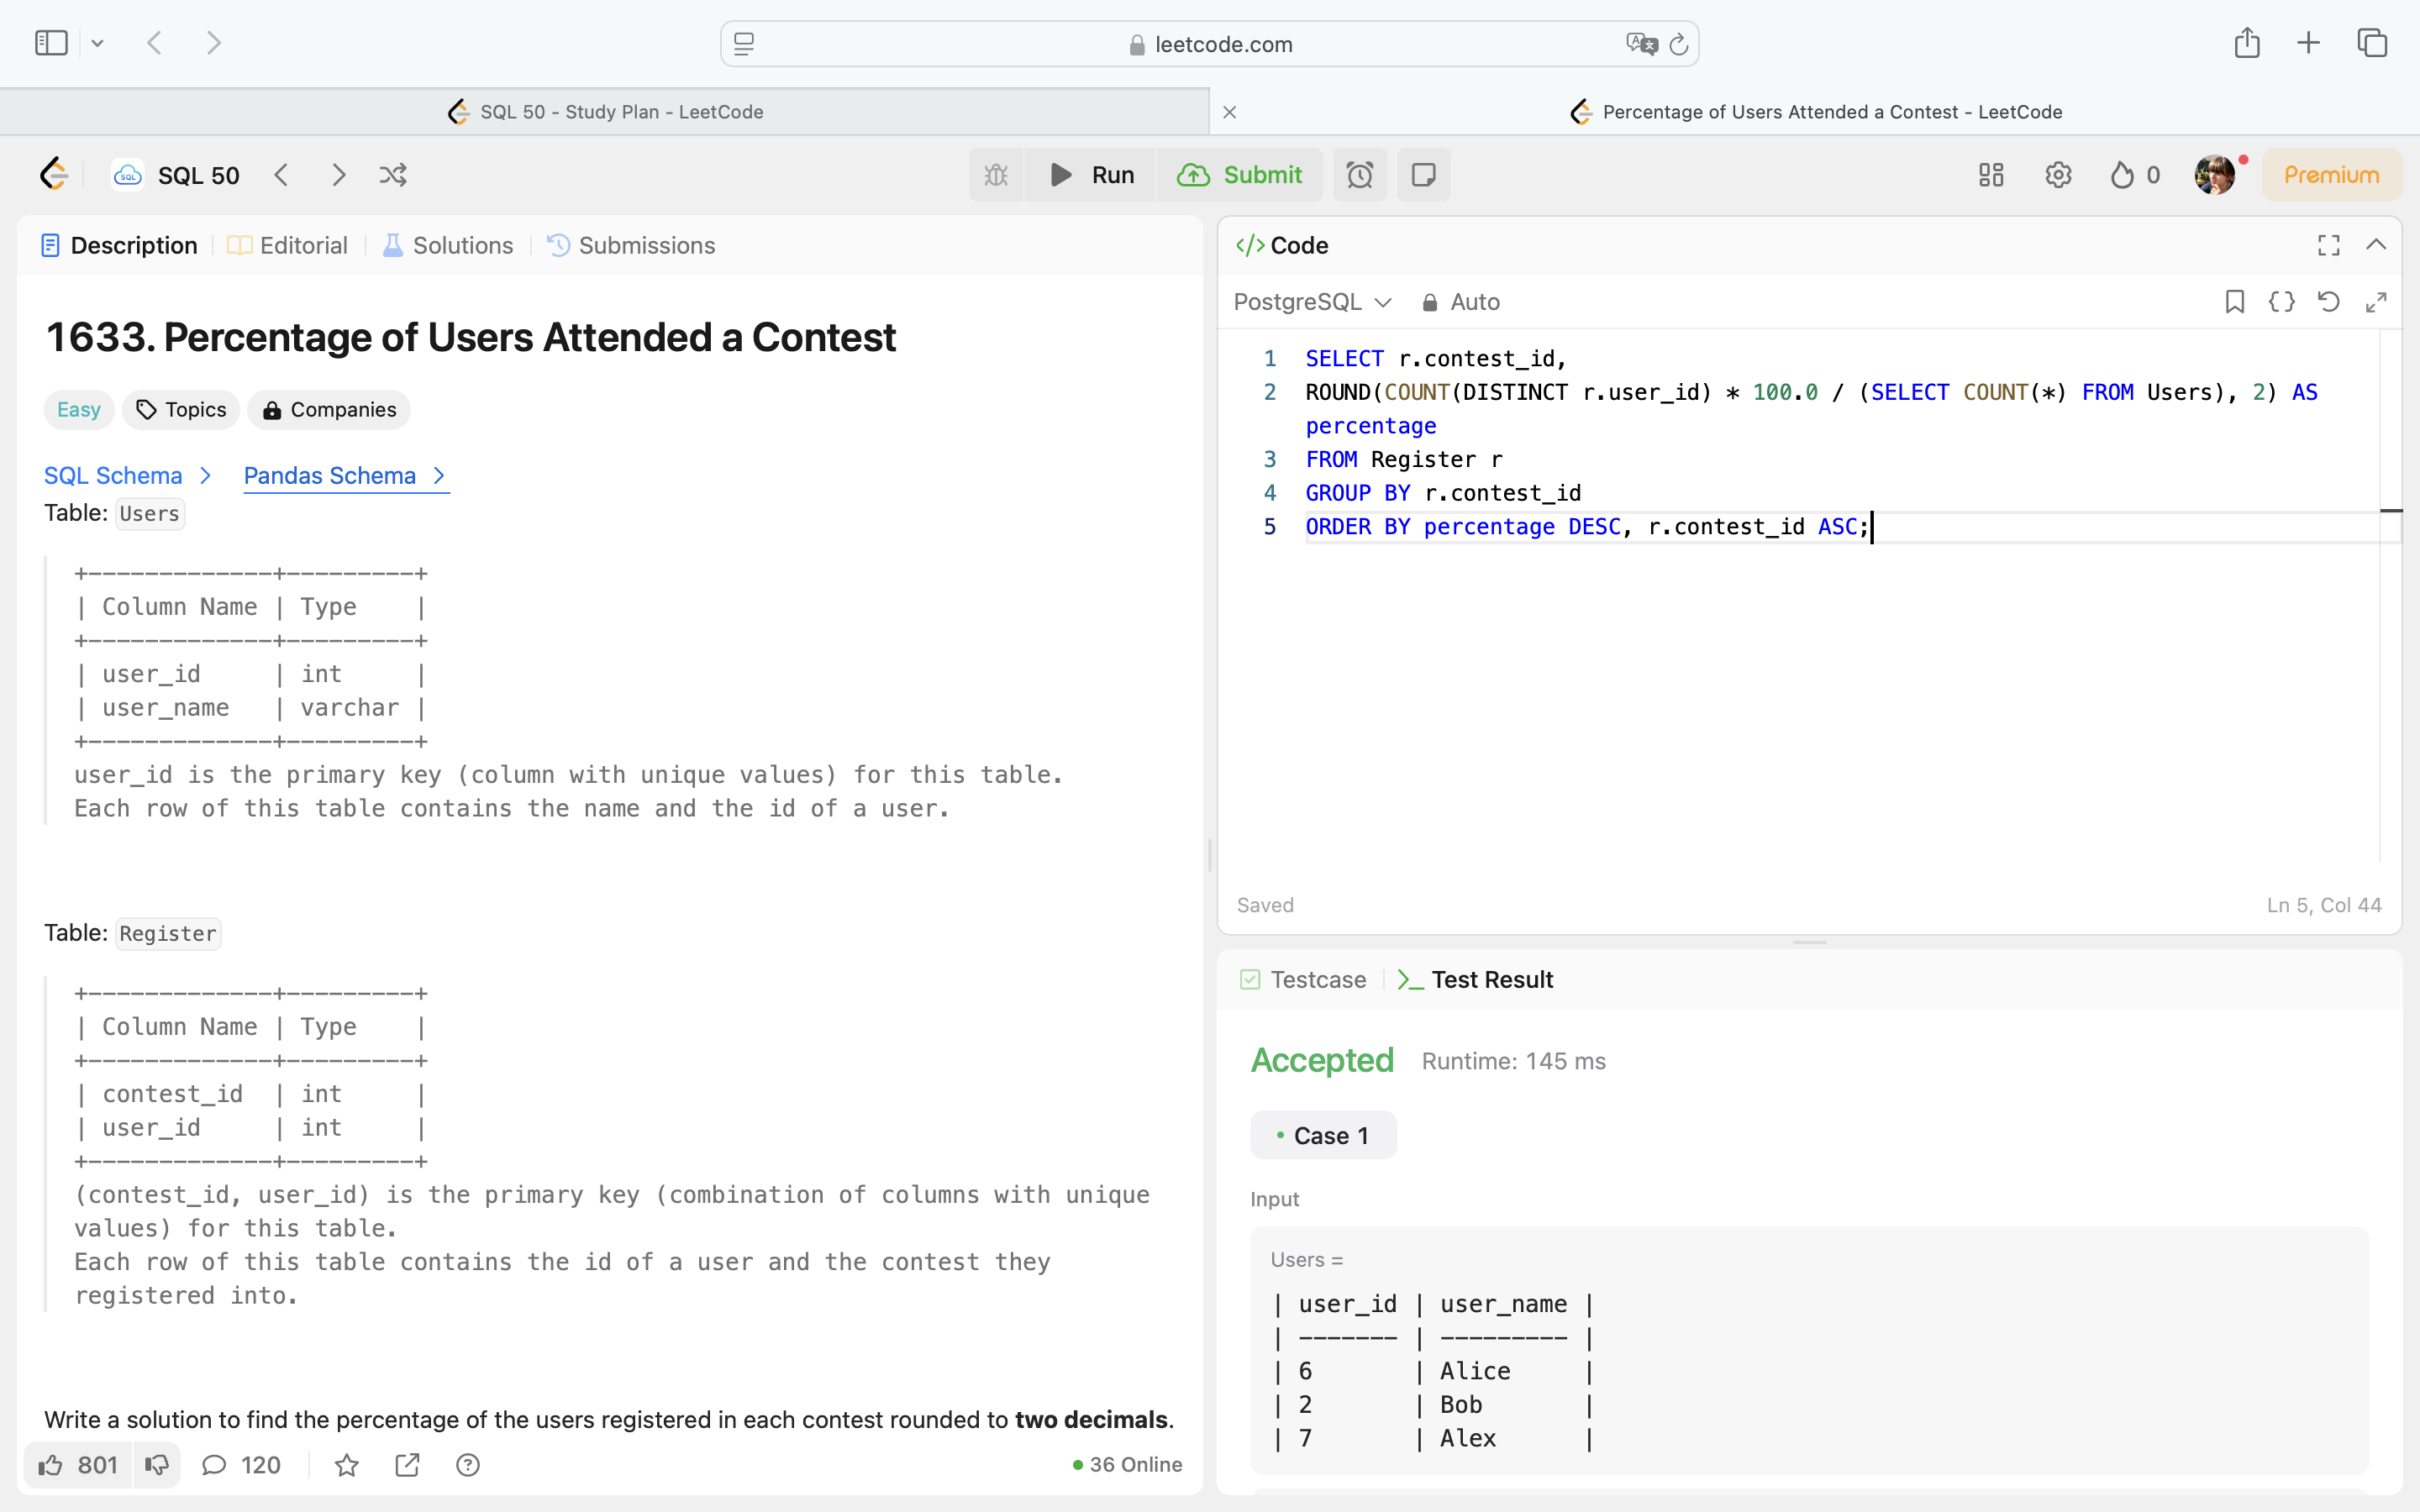 leetcode.com
SQL 50 - Study Plan - LeetCode
Percentage of Users Attended a Contest - LeetCode
SQL 50
Run
Submit
0
Premium
Description
Editorial
Solutions
Submissions
1633. Percentage of Users Attended a Contest
Easy
Topics
Companies
SQL Schema
Pandas Schema
Table: Users
+-------------+---------+
| Column Name | Type    |
+-------------+---------+
| user_id     | int     |
| user_name   | varchar |
+-------------+---------+
user_id is the primary key (column with unique values) for this table.
Each row of this table contains the name and the id of a user.
Table: Register
+-------------+---------+
| Column Name | Type    |
+-------------+---------+
| contest_id  | int     |
| user_id     | int     |
+-------------+---------+
(contest_id, user_id) is the primary key (combination of columns with unique
values) for this table.
Each row of this table contains the id of a user and the contest they
registered into.
Write a solution to find the percentage of the users registered in each contest rounded to two decimals.
801
120
36 Online
</> Code
PostgreSQL
Auto
1 SELECT r.contest_id,
2 ROUND(COUNT(DISTINCT r.user_id) * 100.0 / (SELECT COUNT(*) FROM Users), 2) AS
percentage
3 FROM Register r
4 GROUP BY r.contest_id
5 ORDER BY percentage DESC, r.contest_id ASC;
Saved
Ln 5, Col 44
Testcase
Test Result
Accepted
Runtime: 145 ms
Case 1
Input
Users =
| user_id | user_name |
| ------- | --------- |
| 6       | Alice     |
| 2       | Bob       |
| 7       | Alex      |